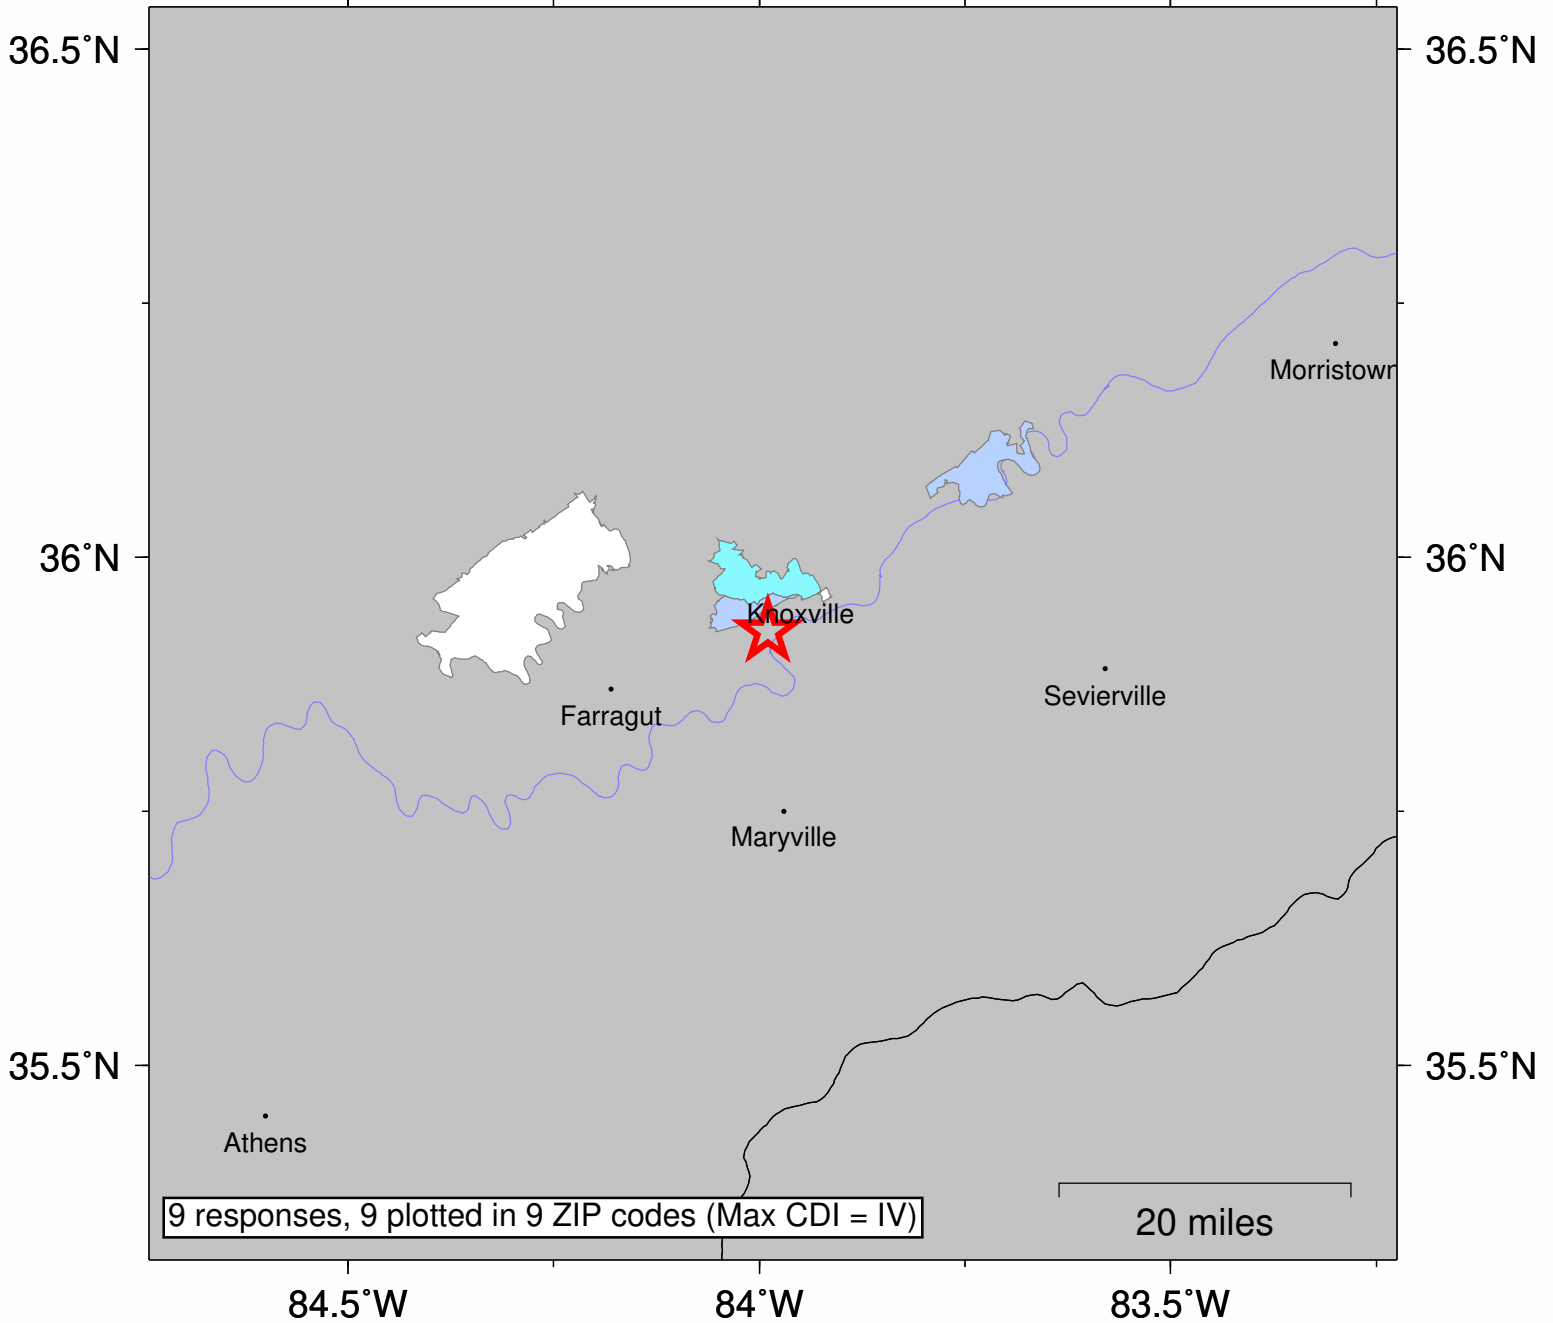 36.5˚N 36.5˚N
Morristown
36˚N 36˚N
Knoxville
Sevierville
Farragut
Maryville
35.5˚N 35.5˚N
Athens
9 responses, 9 plotted in 9 ZIP codes (Max CDI = IV)
20 miles
84.5˚W 84˚W 83.5˚W